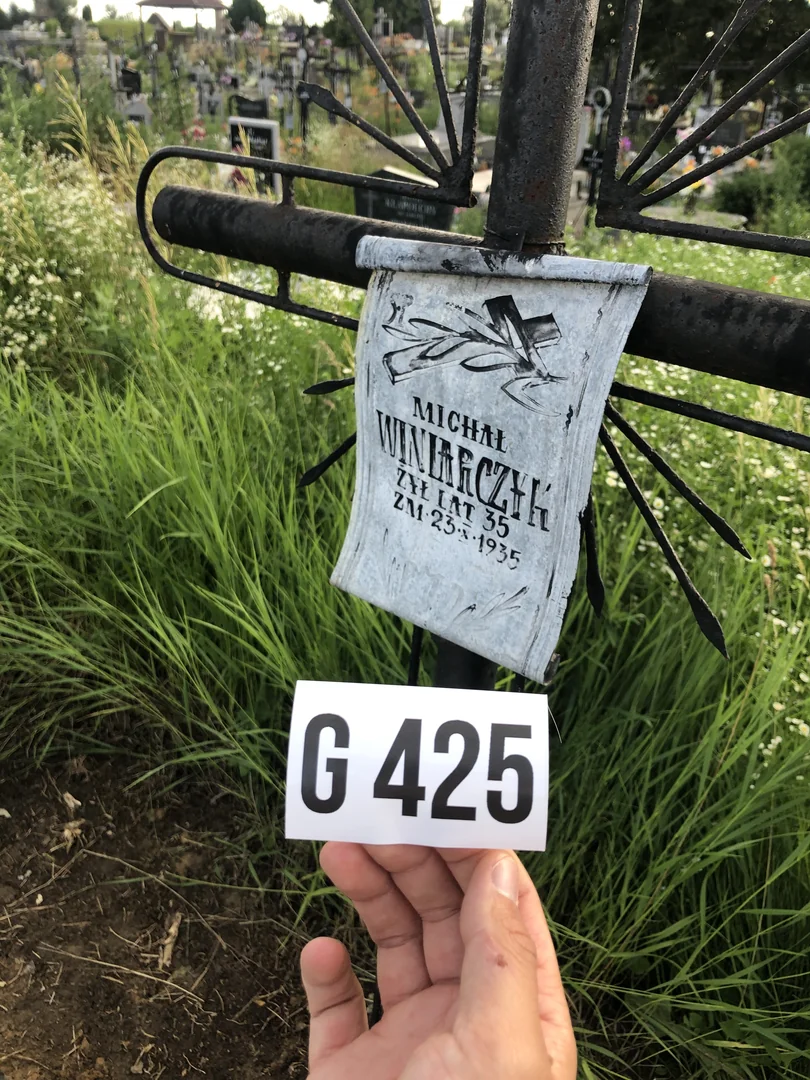 MICHAŁ
WINIARCZYK
ŻYŁ LAT 35
ZM·23·X·1935
G 425